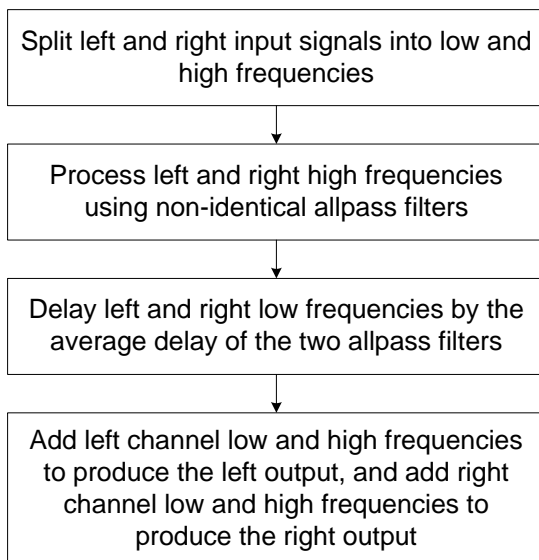 Split left and right input signals into low and
high frequencies
Process left and right high frequencies
using non-identical allpass filters
Delay left and right low frequencies by the
average delay of the two allpass filters
Add left channel low and high frequencies
to produce the left output, and add right
channel low and high frequencies to
produce the right output